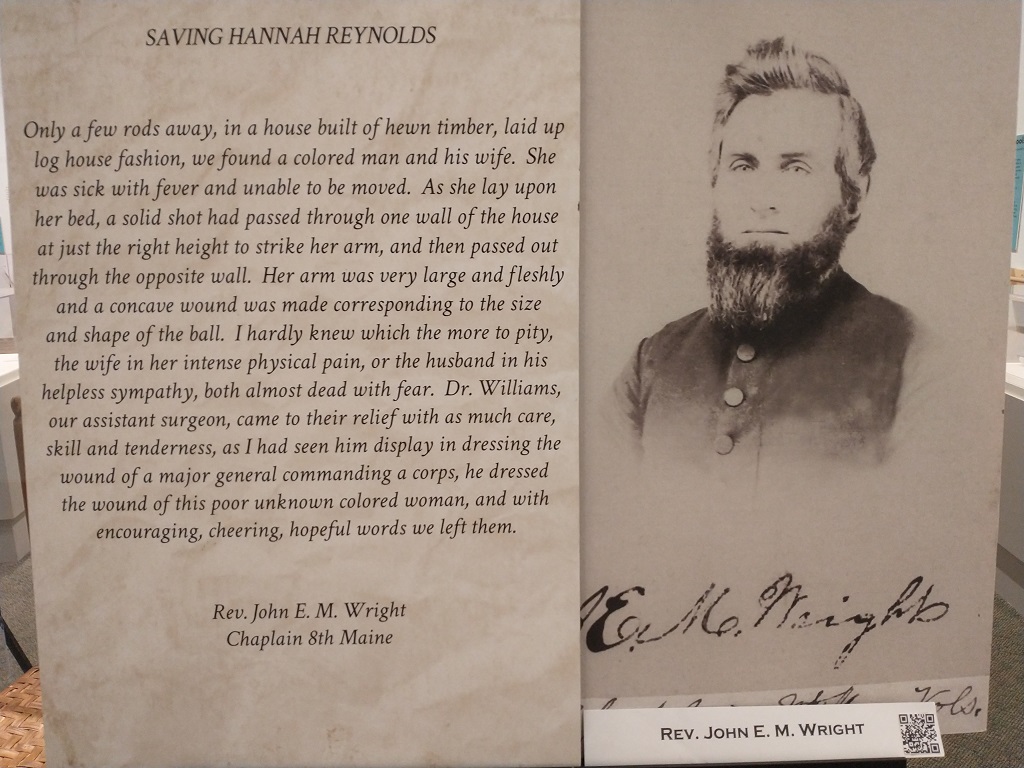 SAVING HANNAH REYNOLDS
Only a few rods away, in a house built of hewn timber, laid up
log house fashion, we found a colored man and his wife. She
was sick with fever and unable to be moved. As she lay upon
her bed, a solid shot had passed through one wall of the house
at just the right height to strike her arm, and then passed out
through the opposite wall. Her arm was very large and fleshly
and a concave wound was made corresponding to the size
and shape of the ball. I hardly knew which the more to pity,
the wife in her intense physical pain, or the husband in his
helpless sympathy, both almost dead with fear. Dr. Williams,
our assistant surgeon, came to their relief with as much care,
skill and tenderness, as I had seen him display in dressing the
wound of a major general commanding a corps, he dressed
the wound of this poor unknown colored woman, and with
encouraging, cheering, hopeful words we left them.
Rev. John E. M. Wright
Chaplain 8th Maine
E. M. Wright
Vols.
REV. JOHN E. M. WRIGHT